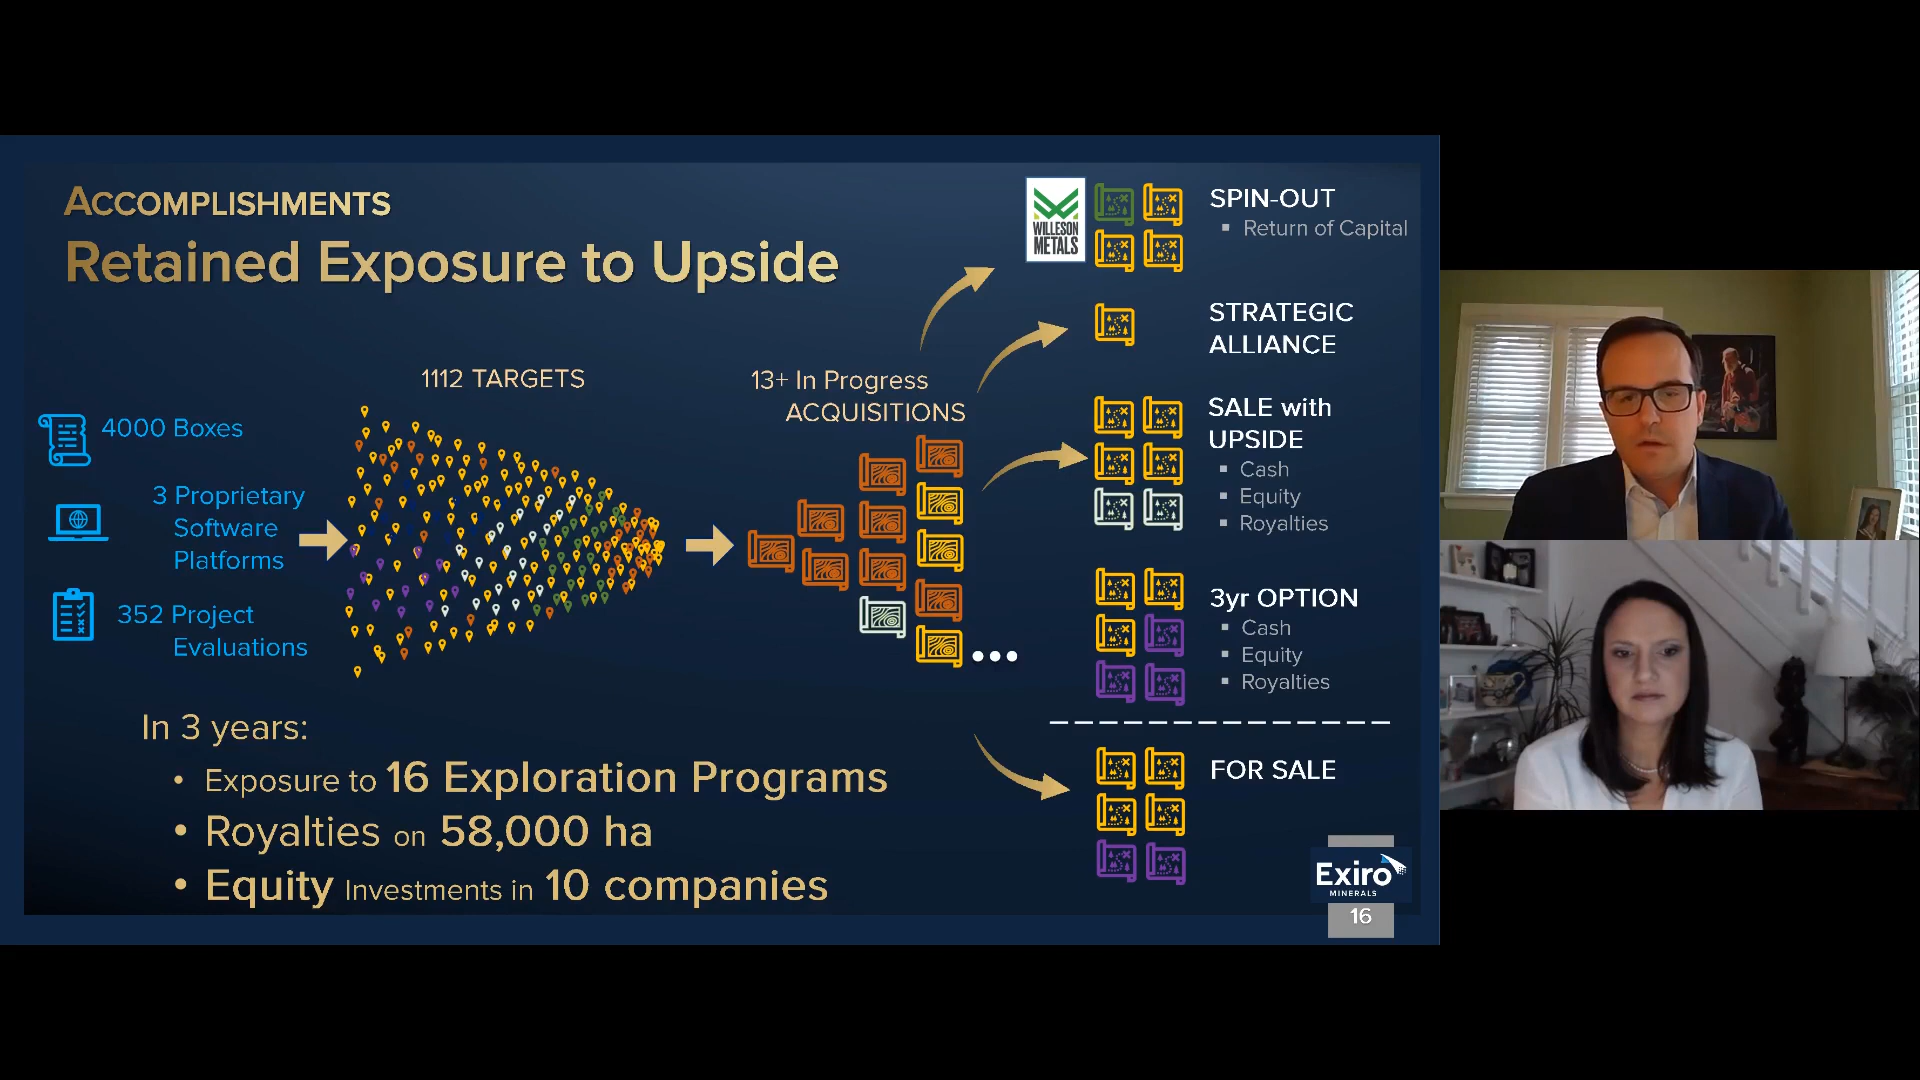 ACCOMPLISHMENTS
Retained Exposure to Upside
4000 Boxes
3 Proprietary
Software
Platforms
352 Project
Evaluations
1112 TARGETS
13+ In Progress
ACQUISITIONS
WILLESON
METALS
SPIN-OUT
▪ Return of Capital
STRATEGIC
ALLIANCE
SALE with
UPSIDE
▪ Cash
▪ Equity
▪ Royalties
3yr OPTION
▪ Cash
▪ Equity
▪ Royalties
FOR SALE
In 3 years:
• Exposure to 16 Exploration Programs
• Royalties on 58,000 ha
• Equity Investments in 10 companies
Exiro
MINERALS
16